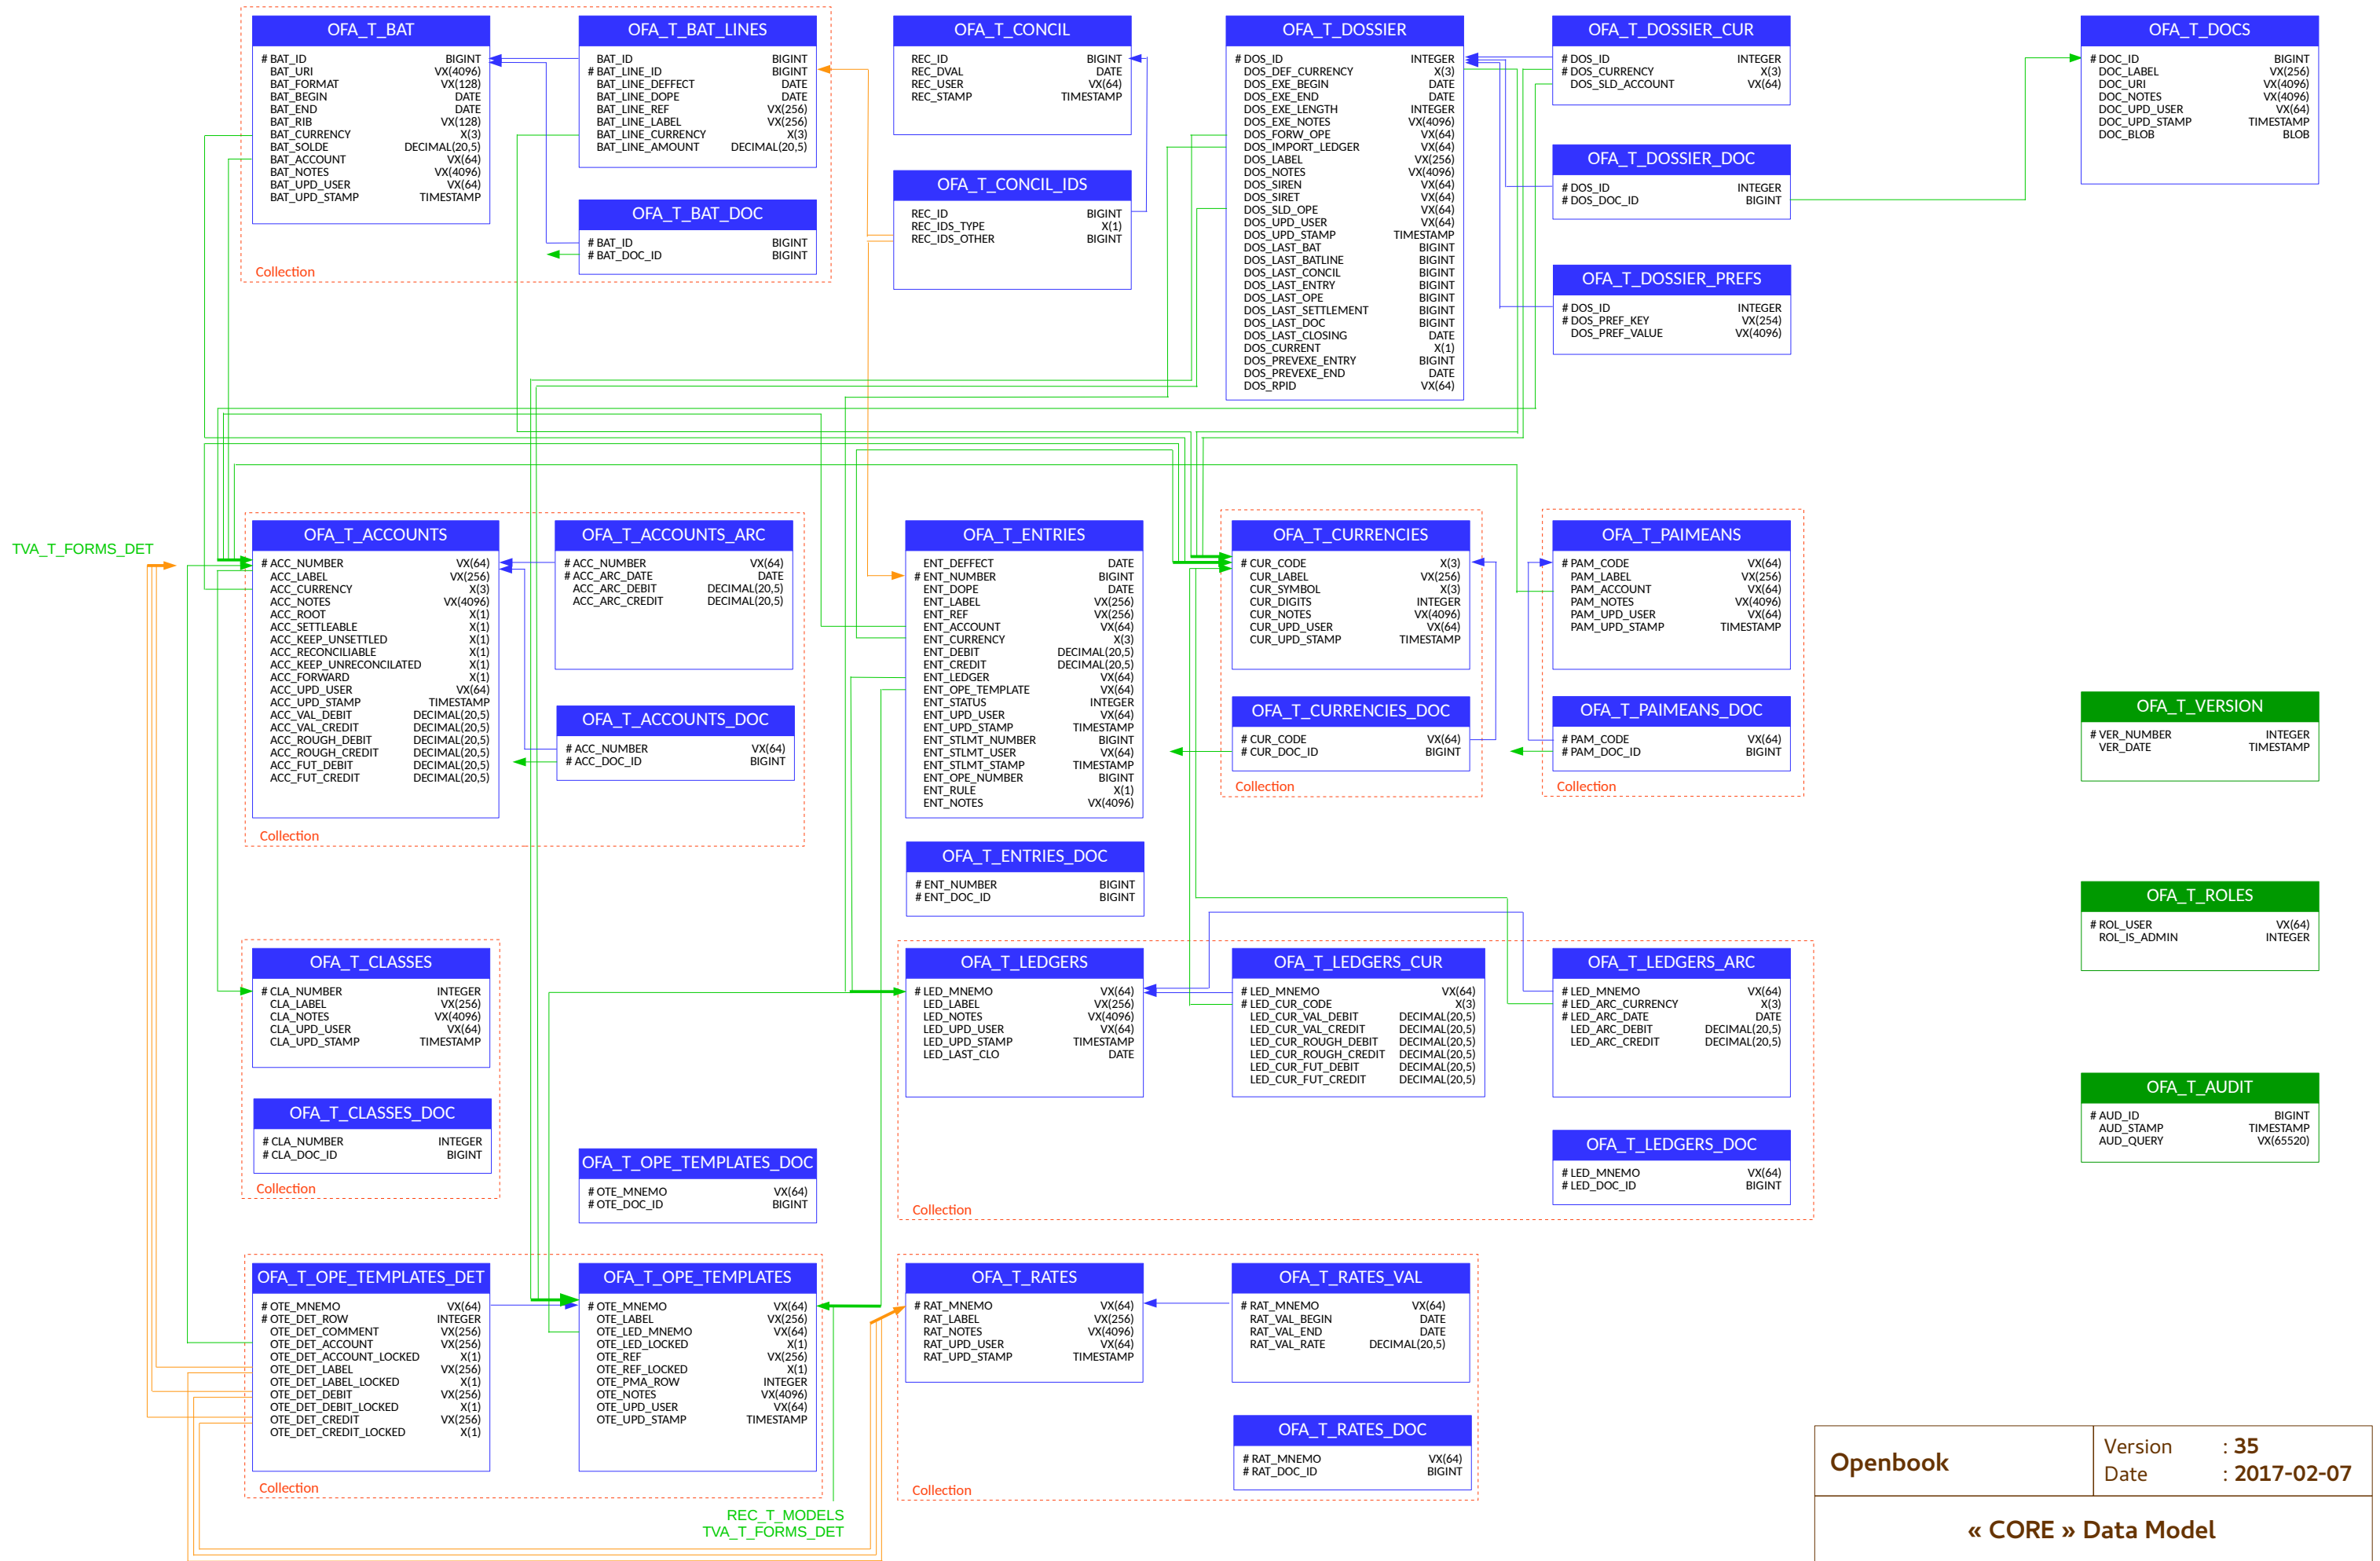 OFA_T_BAT
# BAT_ID BIGINT
BAT_URI VX(4096)
BAT_FORMAT VX(128)
BAT_BEGIN DATE
BAT_END DATE
BAT_RIB VX(128)
BAT_CURRENCY X(3)
BAT_SOLDE DECIMAL(20,5)
BAT_ACCOUNT VX(64)
BAT_NOTES VX(4096)
BAT_UPD_USER VX(64)
BAT_UPD_STAMP TIMESTAMP
OFA_T_BAT_LINES
BAT_ID BIGINT
# BAT_LINE_ID BIGINT
BAT_LINE_DEFFECT DATE
BAT_LINE_DOPE DATE
BAT_LINE_REF VX(256)
BAT_LINE_LABEL VX(256)
BAT_LINE_CURRENCY X(3)
BAT_LINE_AMOUNT DECIMAL(20,5)
OFA_T_BAT_DOC
# BAT_ID BIGINT
# BAT_DOC_ID BIGINT
Collection
OFA_T_CONCIL
REC_ID BIGINT
REC_DVAL DATE
REC_USER VX(64)
REC_STAMP TIMESTAMP
OFA_T_CONCIL_IDS
REC_ID BIGINT
REC_IDS_TYPE X(1)
REC_IDS_OTHER BIGINT
OFA_T_DOSSIER
# DOS_ID INTEGER
DOS_DEF_CURRENCY X(3)
DOS_EXE_BEGIN DATE
DOS_EXE_END DATE
DOS_EXE_LENGTH INTEGER
DOS_EXE_NOTES VX(4096)
DOS_FORW_OPE VX(64)
DOS_IMPORT_LEDGER VX(64)
DOS_LABEL VX(256)
DOS_NOTES VX(4096)
DOS_SIREN VX(64)
DOS_SIRET VX(64)
DOS_SLD_OPE VX(64)
DOS_UPD_USER VX(64)
DOS_UPD_STAMP TIMESTAMP
DOS_LAST_BAT BIGINT
DOS_LAST_BATLINE BIGINT
DOS_LAST_CONCIL BIGINT
DOS_LAST_ENTRY BIGINT
DOS_LAST_OPE BIGINT
DOS_LAST_SETTLEMENT BIGINT
DOS_LAST_DOC BIGINT
DOS_LAST_CLOSING DATE
DOS_CURRENT X(1)
DOS_PREVEXE_ENTRY BIGINT
DOS_PREVEXE_END DATE
DOS_RPID VX(64)
OFA_T_DOSSIER_CUR
# DOS_ID INTEGER
# DOS_CURRENCY X(3)
DOS_SLD_ACCOUNT VX(64)
OFA_T_DOSSIER_DOC
# DOS_ID INTEGER
# DOS_DOC_ID BIGINT
OFA_T_DOSSIER_PREFS
# DOS_ID INTEGER
# DOS_PREF_KEY VX(254)
DOS_PREF_VALUE VX(4096)
OFA_T_DOCS
# DOC_ID BIGINT
DOC_LABEL VX(256)
DOC_URI VX(4096)
DOC_NOTES VX(4096)
DOC_UPD_USER VX(64)
DOC_UPD_STAMP TIMESTAMP
DOC_BLOB BLOB
TVA_T_FORMS_DET
OFA_T_ACCOUNTS
# ACC_NUMBER VX(64)
ACC_LABEL VX(256)
ACC_CURRENCY X(3)
ACC_NOTES VX(4096)
ACC_ROOT X(1)
ACC_SETTLEABLE X(1)
ACC_KEEP_UNSETTLED X(1)
ACC_RECONCILIABLE X(1)
ACC_KEEP_UNRECONCILATED X(1)
ACC_FORWARD X(1)
ACC_UPD_USER VX(64)
ACC_UPD_STAMP TIMESTAMP
ACC_VAL_DEBIT DECIMAL(20,5)
ACC_VAL_CREDIT DECIMAL(20,5)
ACC_ROUGH_DEBIT DECIMAL(20,5)
ACC_ROUGH_CREDIT DECIMAL(20,5)
ACC_FUT_DEBIT DECIMAL(20,5)
ACC_FUT_CREDIT DECIMAL(20,5)
OFA_T_ACCOUNTS_ARC
# ACC_NUMBER VX(64)
# ACC_ARC_DATE DATE
ACC_ARC_DEBIT DECIMAL(20,5)
ACC_ARC_CREDIT DECIMAL(20,5)
OFA_T_ACCOUNTS_DOC
# ACC_NUMBER VX(64)
# ACC_DOC_ID BIGINT
Collection
OFA_T_ENTRIES
ENT_DEFFECT DATE
# ENT_NUMBER BIGINT
ENT_DOPE DATE
ENT_LABEL VX(256)
ENT_REF VX(256)
ENT_ACCOUNT VX(64)
ENT_CURRENCY X(3)
ENT_DEBIT DECIMAL(20,5)
ENT_CREDIT DECIMAL(20,5)
ENT_LEDGER VX(64)
ENT_OPE_TEMPLATE VX(64)
ENT_STATUS INTEGER
ENT_UPD_USER VX(64)
ENT_UPD_STAMP TIMESTAMP
ENT_STLMT_NUMBER BIGINT
ENT_STLMT_USER VX(64)
ENT_STLMT_STAMP TIMESTAMP
ENT_OPE_NUMBER BIGINT
ENT_RULE X(1)
ENT_NOTES VX(4096)
OFA_T_ENTRIES_DOC
# ENT_NUMBER BIGINT
# ENT_DOC_ID BIGINT
OFA_T_CURRENCIES
# CUR_CODE X(3)
CUR_LABEL VX(256)
CUR_SYMBOL X(3)
CUR_DIGITS INTEGER
CUR_NOTES VX(4096)
CUR_UPD_USER VX(64)
CUR_UPD_STAMP TIMESTAMP
OFA_T_CURRENCIES_DOC
# CUR_CODE VX(64)
# CUR_DOC_ID BIGINT
Collection
OFA_T_PAIMEANS
# PAM_CODE VX(64)
PAM_LABEL VX(256)
PAM_ACCOUNT VX(64)
PAM_NOTES VX(4096)
PAM_UPD_USER VX(64)
PAM_UPD_STAMP TIMESTAMP
OFA_T_PAIMEANS_DOC
# PAM_CODE VX(64)
# PAM_DOC_ID BIGINT
Collection
OFA_T_VERSION
# VER_NUMBER INTEGER
VER_DATE TIMESTAMP
OFA_T_ROLES
# ROL_USER VX(64)
ROL_IS_ADMIN INTEGER
OFA_T_AUDIT
# AUD_ID BIGINT
AUD_STAMP TIMESTAMP
AUD_QUERY VX(65520)
OFA_T_CLASSES
# CLA_NUMBER INTEGER
CLA_LABEL VX(256)
CLA_NOTES VX(4096)
CLA_UPD_USER VX(64)
CLA_UPD_STAMP TIMESTAMP
OFA_T_CLASSES_DOC
# CLA_NUMBER INTEGER
# CLA_DOC_ID BIGINT
Collection
OFA_T_LEDGERS
# LED_MNEMO VX(64)
LED_LABEL VX(256)
LED_NOTES VX(4096)
LED_UPD_USER VX(64)
LED_UPD_STAMP TIMESTAMP
LED_LAST_CLO DATE
OFA_T_LEDGERS_CUR
# LED_MNEMO VX(64)
# LED_CUR_CODE X(3)
LED_CUR_VAL_DEBIT DECIMAL(20,5)
LED_CUR_VAL_CREDIT DECIMAL(20,5)
LED_CUR_ROUGH_DEBIT DECIMAL(20,5)
LED_CUR_ROUGH_CREDIT DECIMAL(20,5)
LED_CUR_FUT_DEBIT DECIMAL(20,5)
LED_CUR_FUT_CREDIT DECIMAL(20,5)
OFA_T_LEDGERS_ARC
# LED_MNEMO VX(64)
# LED_ARC_CURRENCY X(3)
# LED_ARC_DATE DATE
LED_ARC_DEBIT DECIMAL(20,5)
LED_ARC_CREDIT DECIMAL(20,5)
OFA_T_LEDGERS_DOC
# LED_MNEMO VX(64)
# LED_DOC_ID BIGINT
Collection
OFA_T_OPE_TEMPLATES_DOC
# OTE_MNEMO VX(64)
# OTE_DOC_ID BIGINT
OFA_T_OPE_TEMPLATES_DET
# OTE_MNEMO VX(64)
# OTE_DET_ROW INTEGER
OTE_DET_COMMENT VX(256)
OTE_DET_ACCOUNT VX(256)
OTE_DET_ACCOUNT_LOCKED X(1)
OTE_DET_LABEL VX(256)
OTE_DET_LABEL_LOCKED X(1)
OTE_DET_DEBIT VX(256)
OTE_DET_DEBIT_LOCKED X(1)
OTE_DET_CREDIT VX(256)
OTE_DET_CREDIT_LOCKED X(1)
OFA_T_OPE_TEMPLATES
# OTE_MNEMO VX(64)
OTE_LABEL VX(256)
OTE_LED_MNEMO VX(64)
OTE_LED_LOCKED X(1)
OTE_REF VX(256)
OTE_REF_LOCKED X(1)
OTE_PMA_ROW INTEGER
OTE_NOTES VX(4096)
OTE_UPD_USER VX(64)
OTE_UPD_STAMP TIMESTAMP
Collection
REC_T_MODELS
TVA_T_FORMS_DET
OFA_T_RATES
# RAT_MNEMO VX(64)
RAT_LABEL VX(256)
RAT_NOTES VX(4096)
RAT_UPD_USER VX(64)
RAT_UPD_STAMP TIMESTAMP
OFA_T_RATES_VAL
# RAT_MNEMO VX(64)
RAT_VAL_BEGIN DATE
RAT_VAL_END DATE
RAT_VAL_RATE DECIMAL(20,5)
OFA_T_RATES_DOC
# RAT_MNEMO VX(64)
# RAT_DOC_ID BIGINT
Collection
Openbook
Version : 35
Date : 2017-02-07
« CORE » Data Model